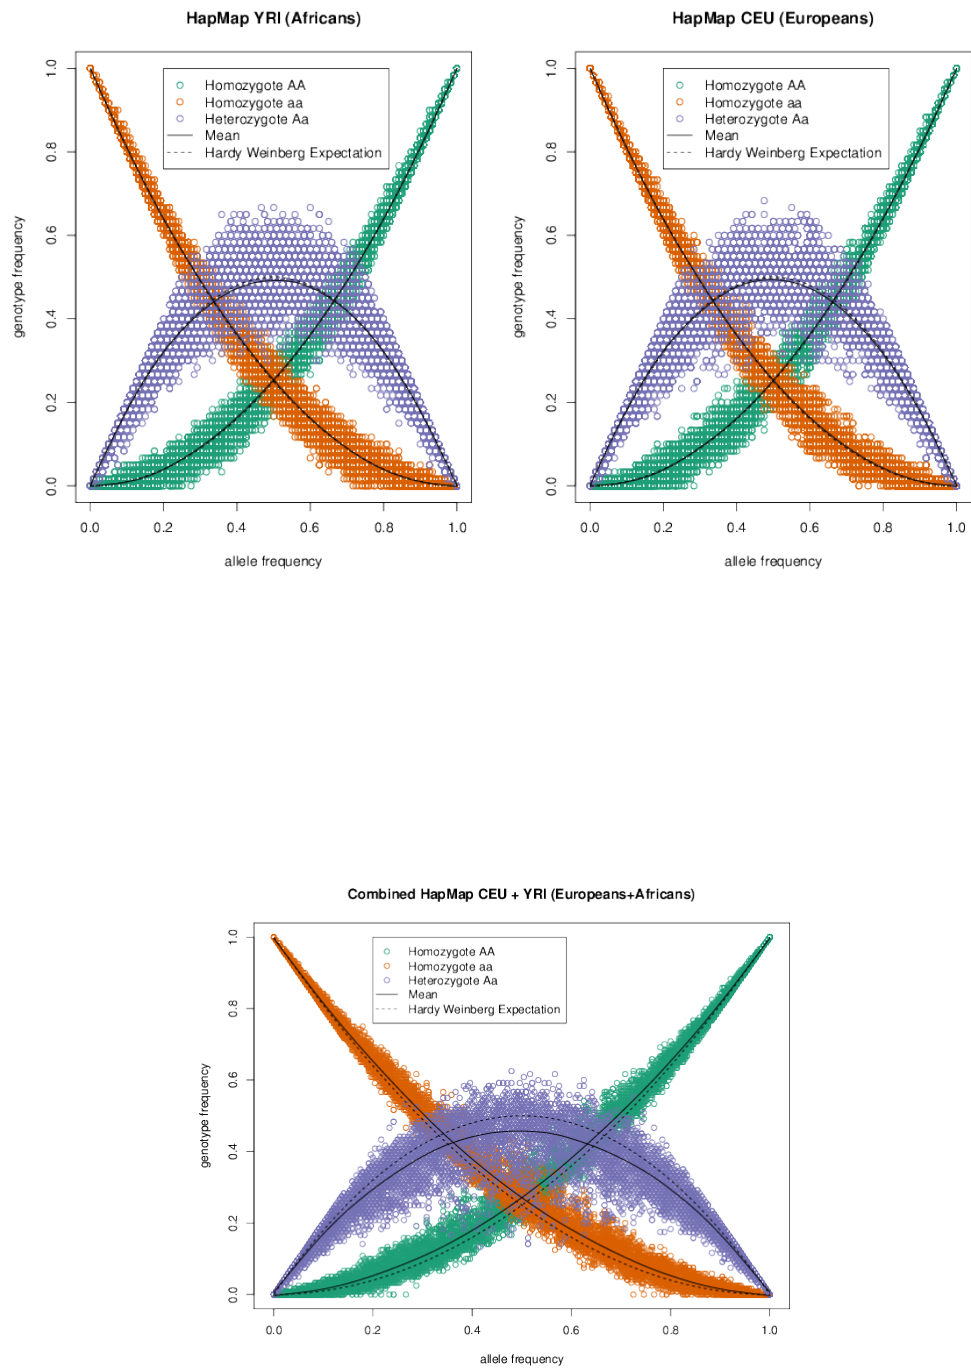 HapMap YRI (Africans)
Homozygote AA
Homozygote aa
Heterozygote Aa
Mean
Hardy Weinberg Expectation
genotype frequency
0.0 0.2 0.4 0.6 0.8 1.0
0.0 0.2 0.4 0.6 0.8 1.0
allele frequency
HapMap CEU (Europeans)
Homozygote AA
Homozygote aa
Heterozygote Aa
Mean
Hardy Weinberg Expectation
genotype frequency
0.0 0.2 0.4 0.6 0.8 1.0
0.0 0.2 0.4 0.6 0.8 1.0
allele frequency
Combined HapMap CEU + YRI (Europeans+Africans)
Homozygote AA
Homozygote aa
Heterozygote Aa
Mean
Hardy Weinberg Expectation
genotype frequency
0.0 0.2 0.4 0.6 0.8 1.0
0.0 0.2 0.4 0.6 0.8 1.0
allele frequency